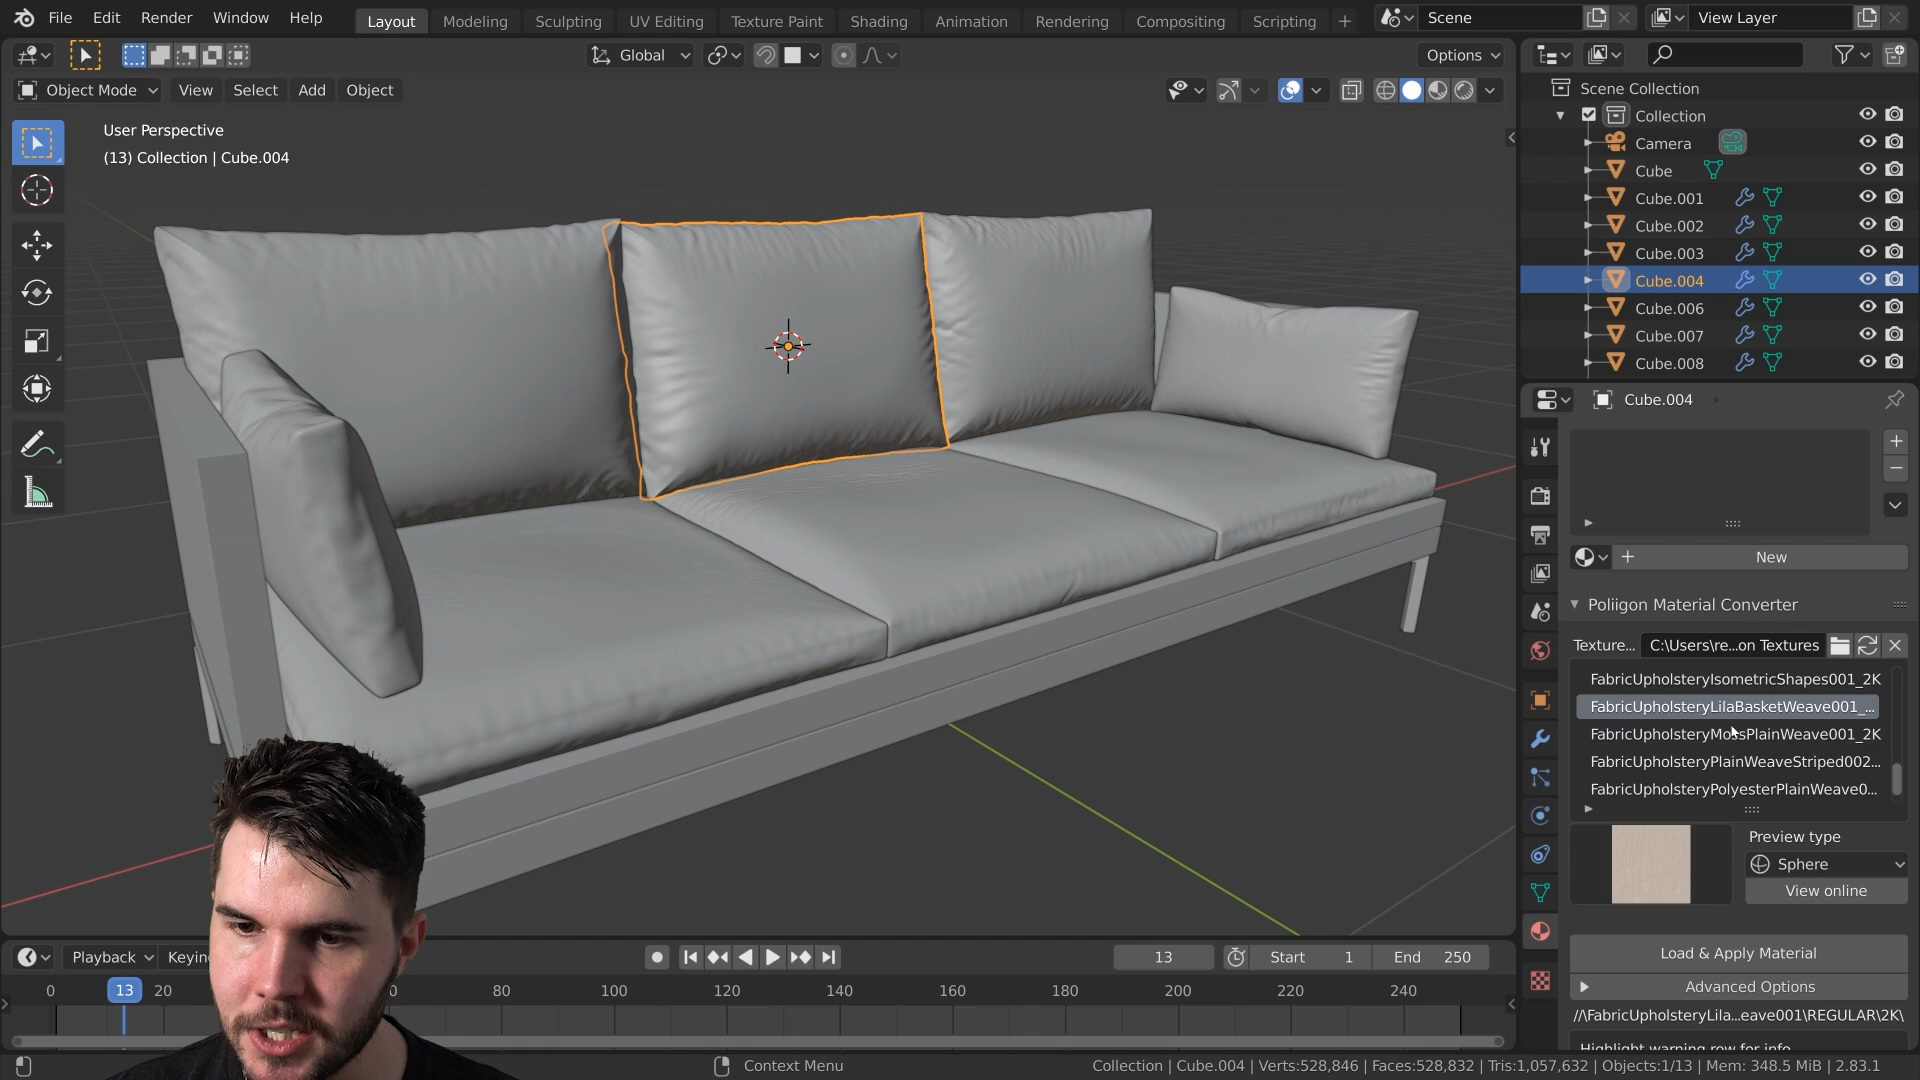 File Edit Render Window Help
Layout Modeling Sculpting UV Editing Texture Paint Shading Animation Rendering Compositing Scripting +
Scene
View Layer
Global
Options
Object Mode View Select Add Object
User Perspective
(13) Collection | Cube.004
Scene Collection
Collection
Camera
Cube
Cube.001
Cube.002
Cube.003
Cube.004
Cube.006
Cube.007
Cube.008
Cube.004
New
Poliigon Material Converter
Texture... C:\Users\re...on Textures
FabricUpholsteryIsometricShapes001_2K
FabricUpholsteryLilaBasketWeave001_...
FabricUpholsteryMossPlainWeave001_2K
FabricUpholsteryPlainWeaveStriped002...
FabricUpholsteryPolyesterPlainWeave0...
Preview type
Sphere
View online
Load & Apply Material
Advanced Options
//\FabricUpholsteryLila...eave001\REGULAR\2K\
Highlight warning row for info
Playback Keyin
13 Start 1 End 250
0 13 20 80 100 120 140 160 180 200 220 240
Context Menu
Collection | Cube.004 | Verts:528,846 | Faces:528,832 | Tris:1,057,632 | Objects:1/13 | Mem: 348.5 MiB | 2.83.1